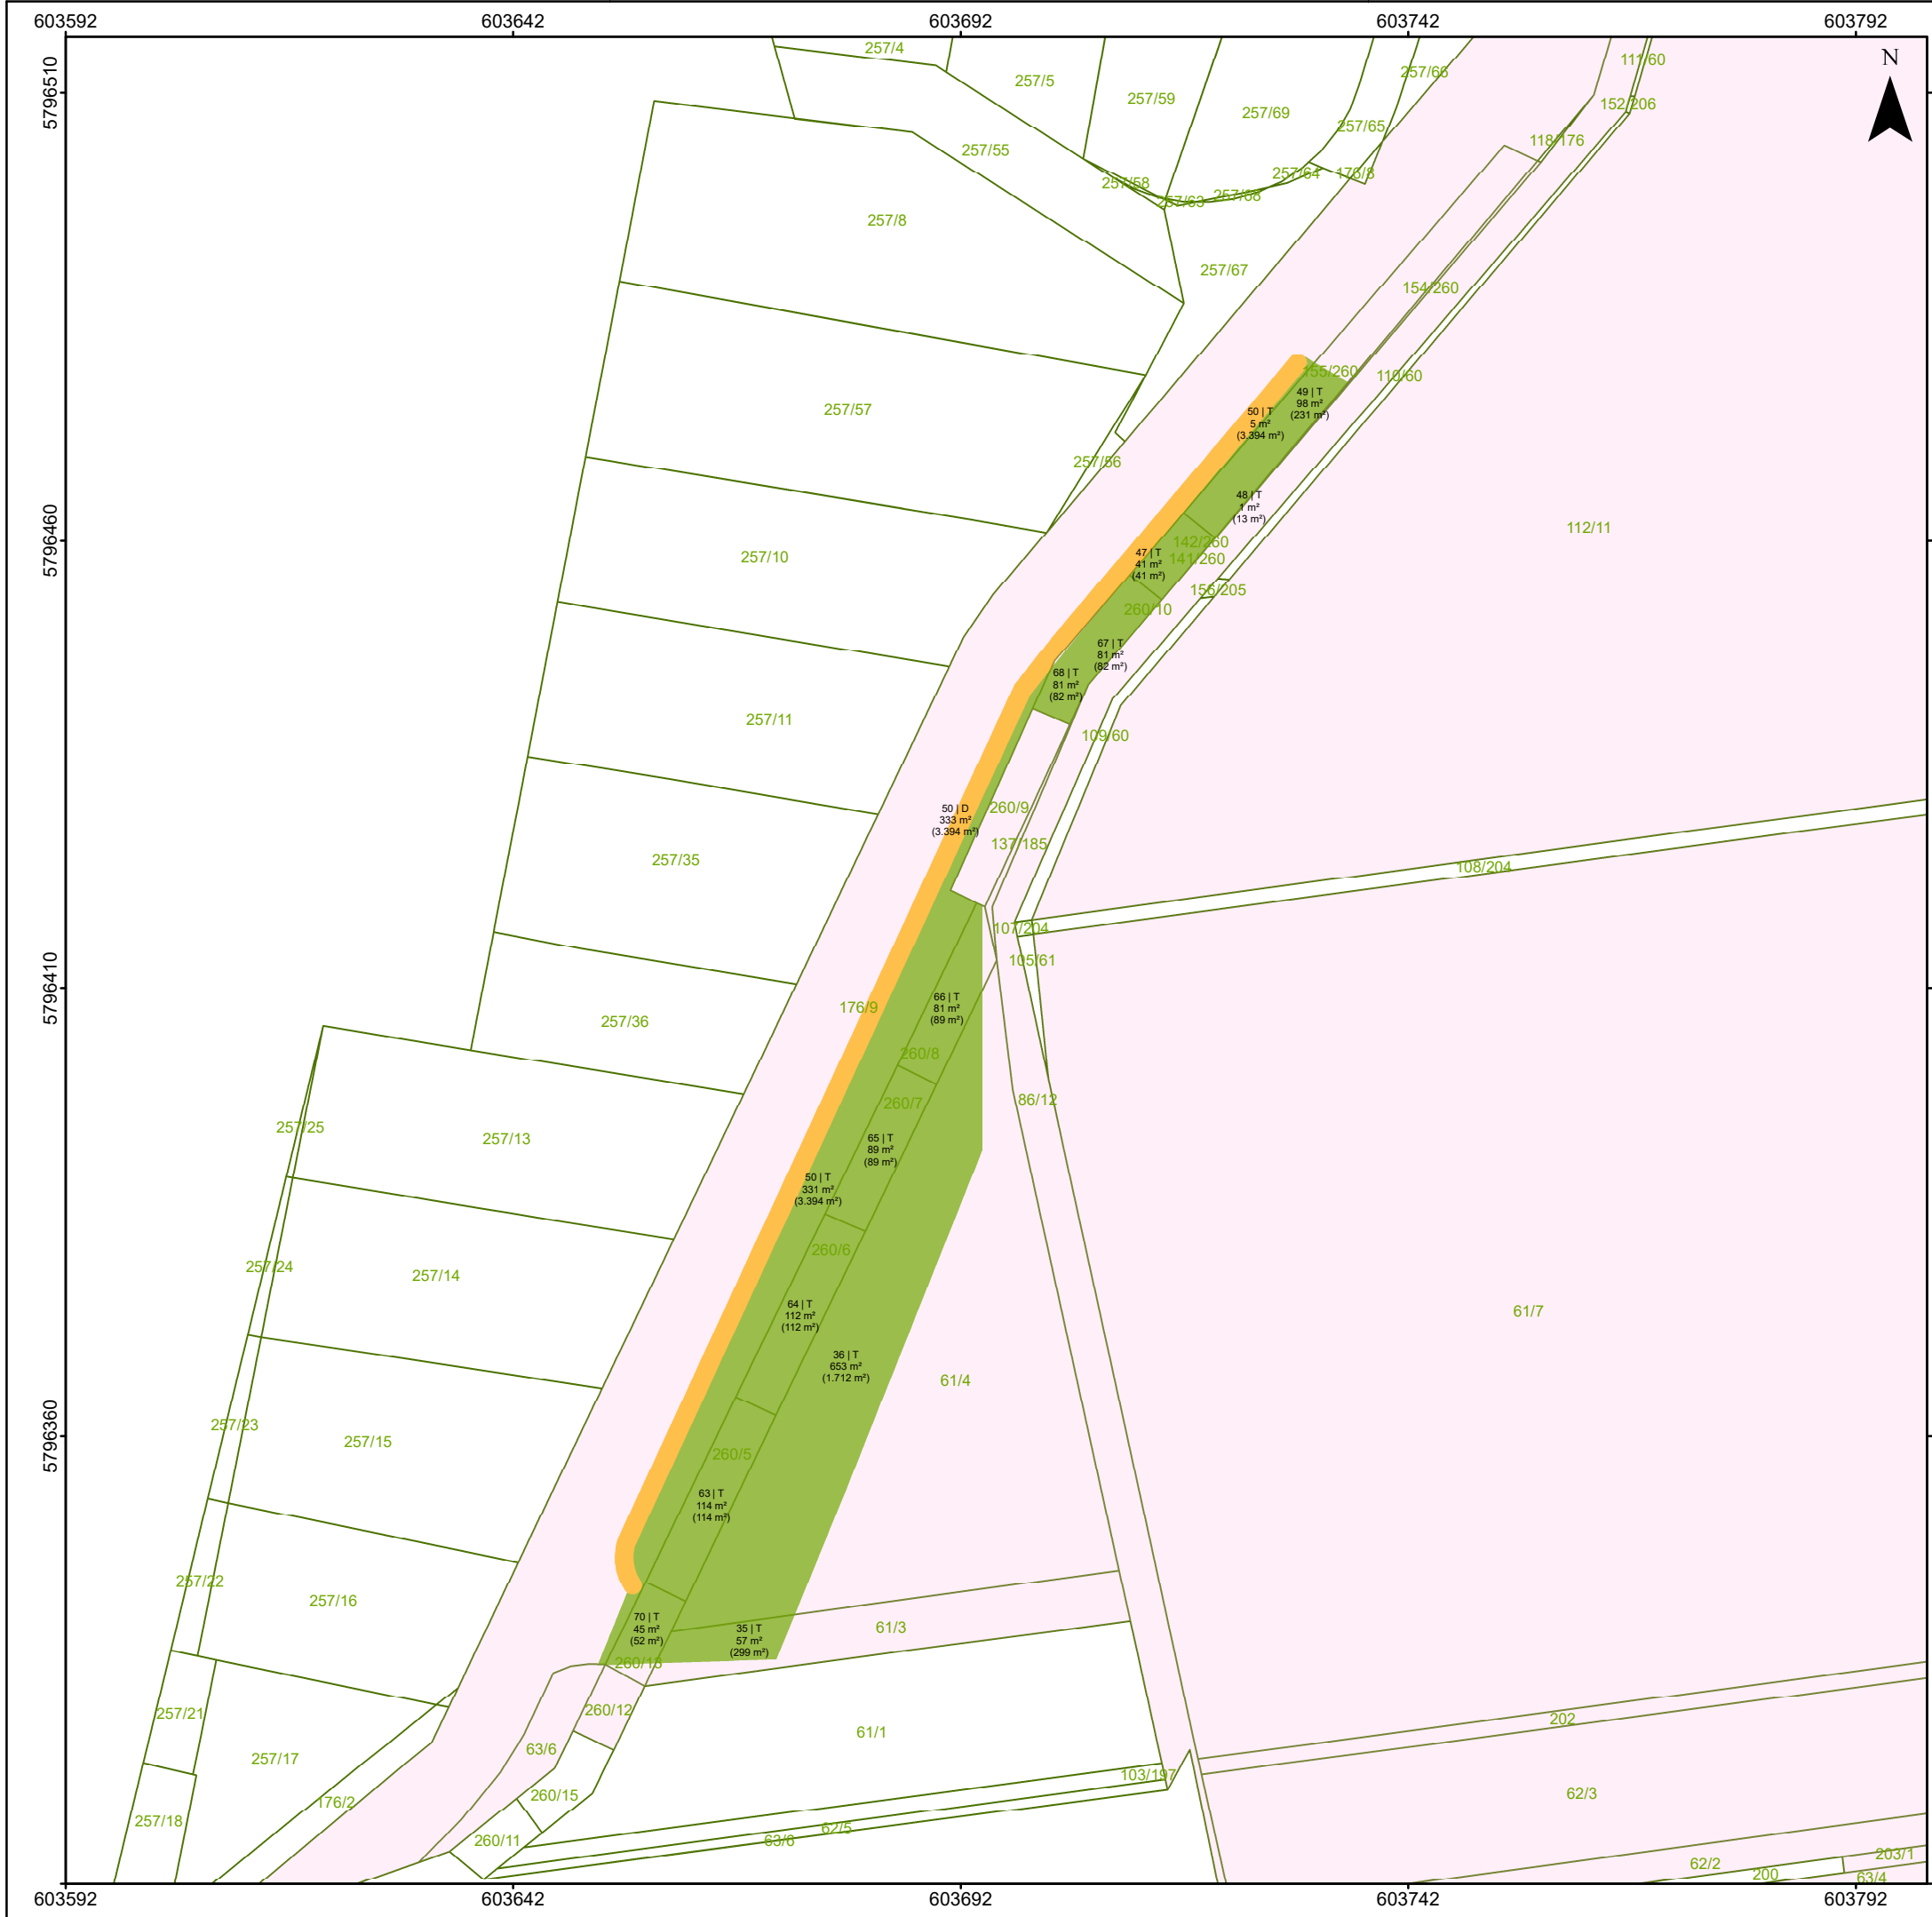 603592
603642
603692
603742
603792
N
5796510
5796460
5796410
5796360
257/4
257/5
257/59
257/69
257/66
111/60
152/206
257/65
118/176
257/55
257/58
257/63
257/68
257/64
176/8
257/8
257/67
154/260
155/260
110/60
49 | T
98 m²
(231 m²)
50 | T
5 m²
(3.394 m²)
257/57
257/56
48 | T
1 m²
(13 m²)
112/11
142/260
141/260
257/10
47 | T
41 m²
(41 m²)
156/205
260/10
67 | T
81 m²
(82 m²)
68 | T
81 m²
(82 m²)
257/11
109/60
260/9
50 | D
333 m²
(3.394 m²)
137/185
257/35
108/204
107/204
105/61
176/9
66 | T
81 m²
(89 m²)
257/36
260/8
260/7
86/12
257/25
257/13
65 | T
89 m²
(89 m²)
50 | T
331 m²
(3.394 m²)
260/6
257/24
257/14
64 | T
112 m²
(112 m²)
61/7
36 | T
653 m²
(1.712 m²)
61/4
257/23
257/15
260/5
63 | T
114 m²
(114 m²)
257/22
257/16
70 | T
45 m²
(52 m²)
35 | T
57 m²
(299 m²)
61/3
260/13
257/21
260/12
202
61/1
63/6
257/17
103/197
62/3
260/15
176/2
257/18
62/5
63/6
260/11
203/1
62/2
200
63/4
603592
603642
603692
603742
603792